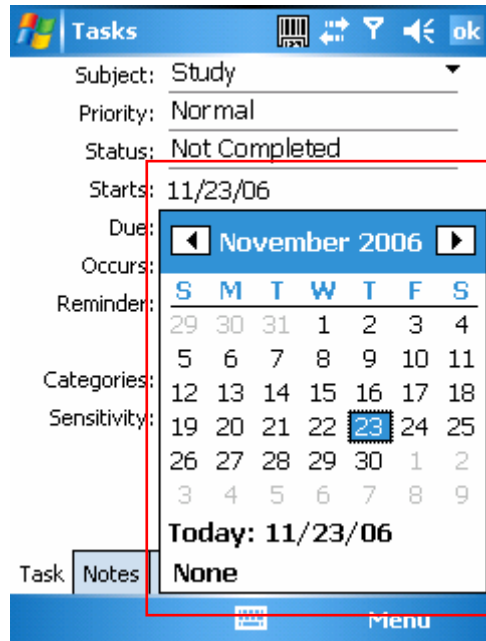 Tasks ok
Subject: Study
Priority: Normal
Status: Not Completed
Starts: 11/23/06
Due:
Occurs:
Reminder:
Categories:
Sensitivity:
November 2006
S M T W T F S
29 30 31 1 2 3 4
5 6 7 8 9 10 11
12 13 14 15 16 17 18
19 20 21 22 23 24 25
26 27 28 29 30 1 2
3 4 5 6 7 8 9
Today: 11/23/06
None
Task Notes
Menu